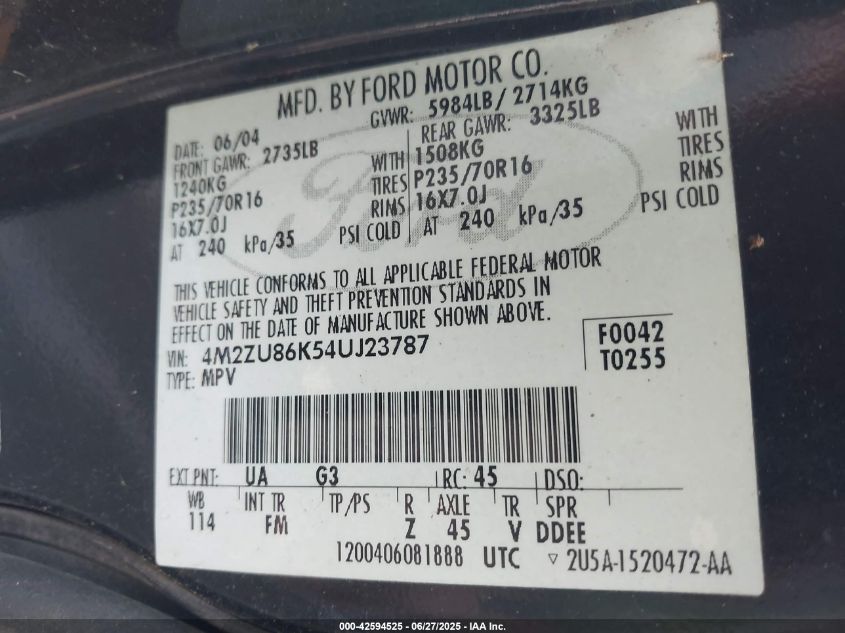 MFD. BY FORD MOTOR CO.
DATE: 06/04 GVWR: 5984LB/ 2714KG
FRONT GAWR: 2735LB REAR GAWR: 3325LB
1240KG WITH 1508KG WITH
P235/70R16 TIRES P235/70R16 TIRES
16X7.0J RIMS 16X7.0J RIMS
AT 240 kPa/35 PSI COLD AT 240 kPa/35 PSI COLD
Ford
THIS VEHICLE CONFORMS TO ALL APPLICABLE FEDERAL MOTOR
VEHICLE SAFETY AND THEFT PREVENTION STANDARDS IN
EFFECT ON THE DATE OF MANUFACTURE SHOWN ABOVE.
VIN: 4M2ZU86K54UJ23787 F0042
TYPE: MPV T0255
EXT PNT: UA G3 RC: 45 DSO:
WB INT TR TP/PS R AXLE TR SPR
114 FM Z 45 V DDEE
1200406081888 UTC ▽ 2U5A-1520472-AA
000-42594525 - 06/27/2025 - IAA Inc.